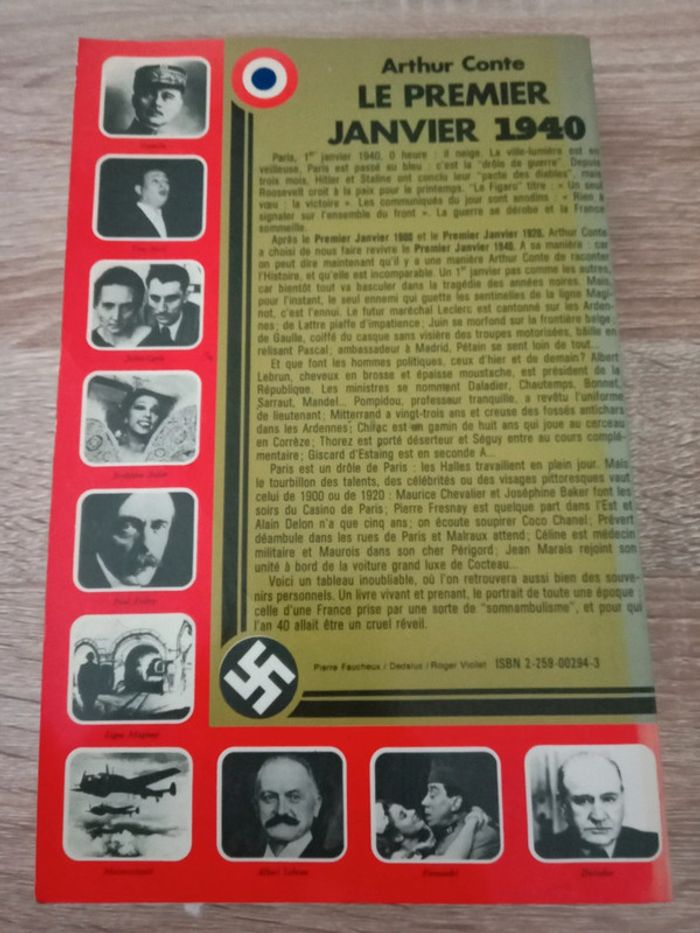 Arthur Conte
LE PREMIER
JANVIER 1940
Paris, 1er janvier 1940, 0 heure : il neige. La ville-lumière est en
veilleuse, Paris est passé au bleu : c'est la "drôle de guerre". Depuis
trois mois, Hitler et Staline ont conclu leur "pacte des diables", mais
Roosevelt croit à la paix pour le printemps. "Le Figaro" titre : « Un seul
vœu : la victoire ». Les communiqués du jour sont anodins : « Rien à
signaler sur l'ensemble du front ». La guerre se dérobe et la France
sommeille.
Après le Premier Janvier 1900 et le Premier Janvier 1920, Arthur Conte
a choisi de nous faire revivre le Premier Janvier 1940. A sa manière : car
on peut dire maintenant qu'il y a une manière Arthur Conte de raconter
l'Histoire, et qu'elle est incomparable. Un 1er janvier pas comme les autres,
car bientôt tout va basculer dans la tragédie des années noires. Mais,
pour l'instant, le seul ennemi qui guette les sentinelles de la ligne Magi-
not, c'est l'ennui. Le futur maréchal Leclerc est cantonné sur les Arden-
nes; de Lattre piaffe d'impatience; Juin se morfond sur la frontière belge;
de Gaulle, coiffé du casque sans visière des troupes motorisées, bâille en
relisant Pascal; ambassadeur à Madrid, Pétain se sent loin de tout...
Et que font les hommes politiques, ceux d'hier et de demain? Albert
Lebrun, cheveux en brosse et épaisse moustache, est président de la
République. Les ministres se nomment Daladier, Chautemps, Bonnet,
Sarraut, Mandel... Pompidou, professeur tranquille, a revêtu l'uniforme
de lieutenant; Mitterrand a vingt-trois ans et creuse des fossés antichars
dans les Ardennes; Chirac est un gamin de huit ans qui joue au cerceau
en Corrèze; Thorez est porté déserteur et Séguy entre au cours complé-
mentaire; Giscard d'Estaing est en seconde A...
Paris est un drôle de Paris : les Halles travaillent en plein jour. Mais
le tourbillon des talents, des célébrités ou des visages pittoresques vaut
celui de 1900 ou de 1920 : Maurice Chevalier et Joséphine Baker font les
soirs du Casino de Paris; Pierre Fresnay est quelque part dans l'Est et
Alain Delon n'a que cinq ans; on écoute soupirer Coco Chanel; Prévert
déambule dans les rues de Paris et Malraux attend; Céline est médecin
militaire et Maurois dans son cher Périgord; Jean Marais rejoint son
unité à bord de la voiture grand luxe de Cocteau...
Voici un tableau inoubliable, où l'on retrouvera aussi bien des souve-
nirs personnels. Un livre vivant et prenant, le portrait de toute une époque :
celle d'une France prise par une sorte de "somnambulisme", et pour qui
l'an 40 allait être un cruel réveil.
Pierre Faucheux / Dedalus / Roger Viollet ISBN 2-259-00294-3
Gamelin
Tino Rossi
Joliot-Curie
Joséphine Baker
Ligne Maginot
Messerschmitt
Albert Lebrun
Fernandel
Daladier